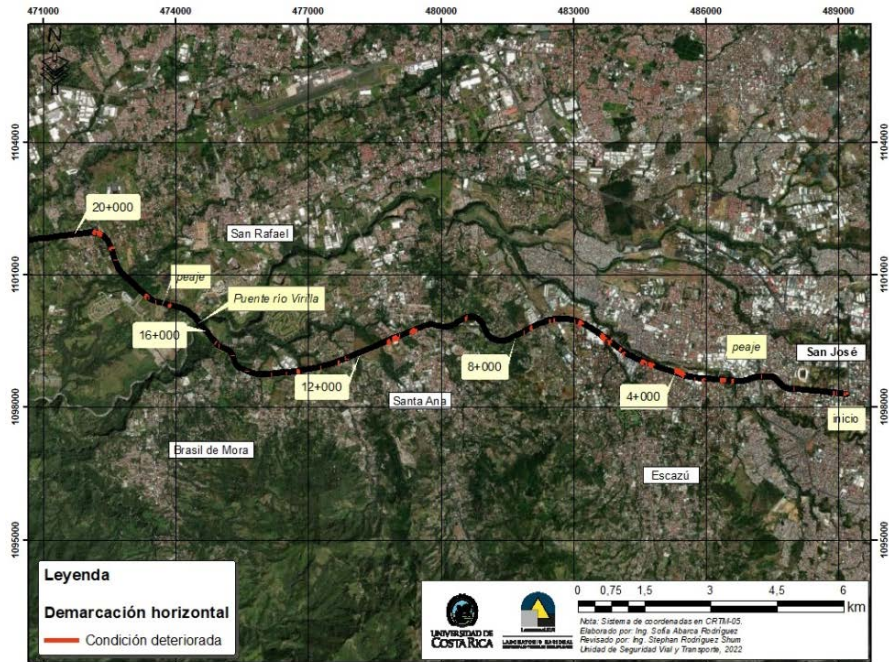 471000 474000 477000 480000 483000 486000 489000
1104000 1104000
20+000
San Rafael
1101000 1101000
peaje
Puente río Virilla
16+000
peaje
San José
8+000
12+000
4+000
Santa Ana
1098000 1098000
inicio
Brasil de Mora
Escazú
1095000 1095000
Leyenda
Demarcación horizontal
Condición deteriorada
UNIVERSIDAD DE
COSTA RICA
0 0,75 1,5 3 4,5 6
km
Nota: Sistema de coordenadas en CRTM-05.
Elaborado por: Ing. Sofía Abarca Rodríguez
Revisado por: Ing. Stephan Rodríguez Shum
Unidad de Seguridad Vial y Transporte, 2022